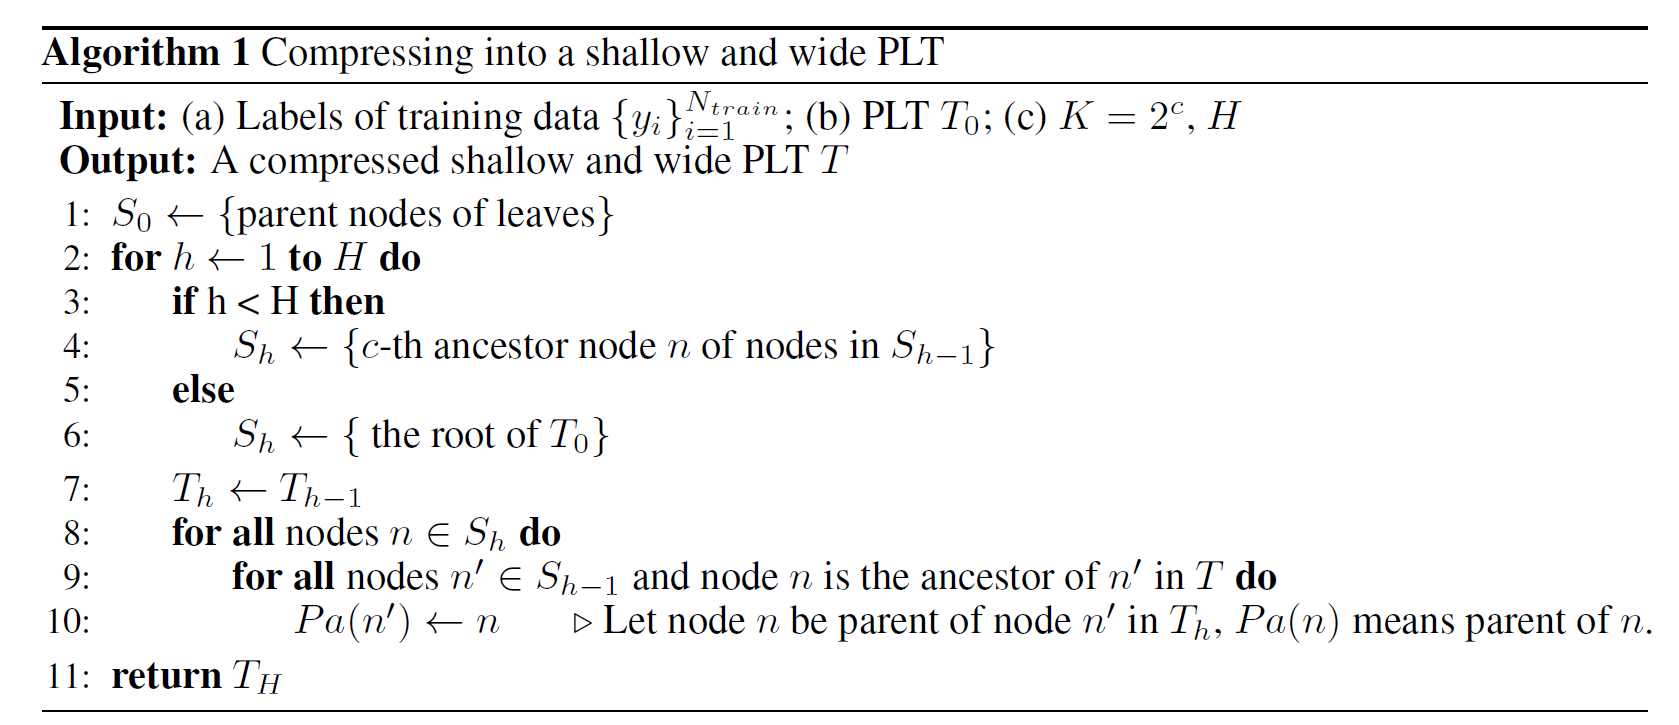 Algorithm 1 Compressing into a shallow and wide PLT
Input: (a) Labels of training data $\{y_i\}_{i=1}^{N_{train}}$; (b) PLT $T_0$; (c) $K = 2^c$, $H$
Output: A compressed shallow and wide PLT $T$
1: $S_0 \leftarrow$ {parent nodes of leaves}
2: for $h \leftarrow 1$ to $H$ do
3: if h < H then
4: $S_h \leftarrow$ {$c$-th ancestor node $n$ of nodes in $S_{h-1}$}
5: else
6: $S_h \leftarrow$ { the root of $T_0$}
7: $T_h \leftarrow T_{h-1}$
8: for all nodes $n \in S_h$ do
9: for all nodes $n' \in S_{h-1}$ and node $n$ is the ancestor of $n'$ in $T$ do
10: $Pa(n') \leftarrow n$ ▷ Let node $n$ be parent of node $n'$ in $T_h$, $Pa(n)$ means parent of $n$.
11: return $T_H$